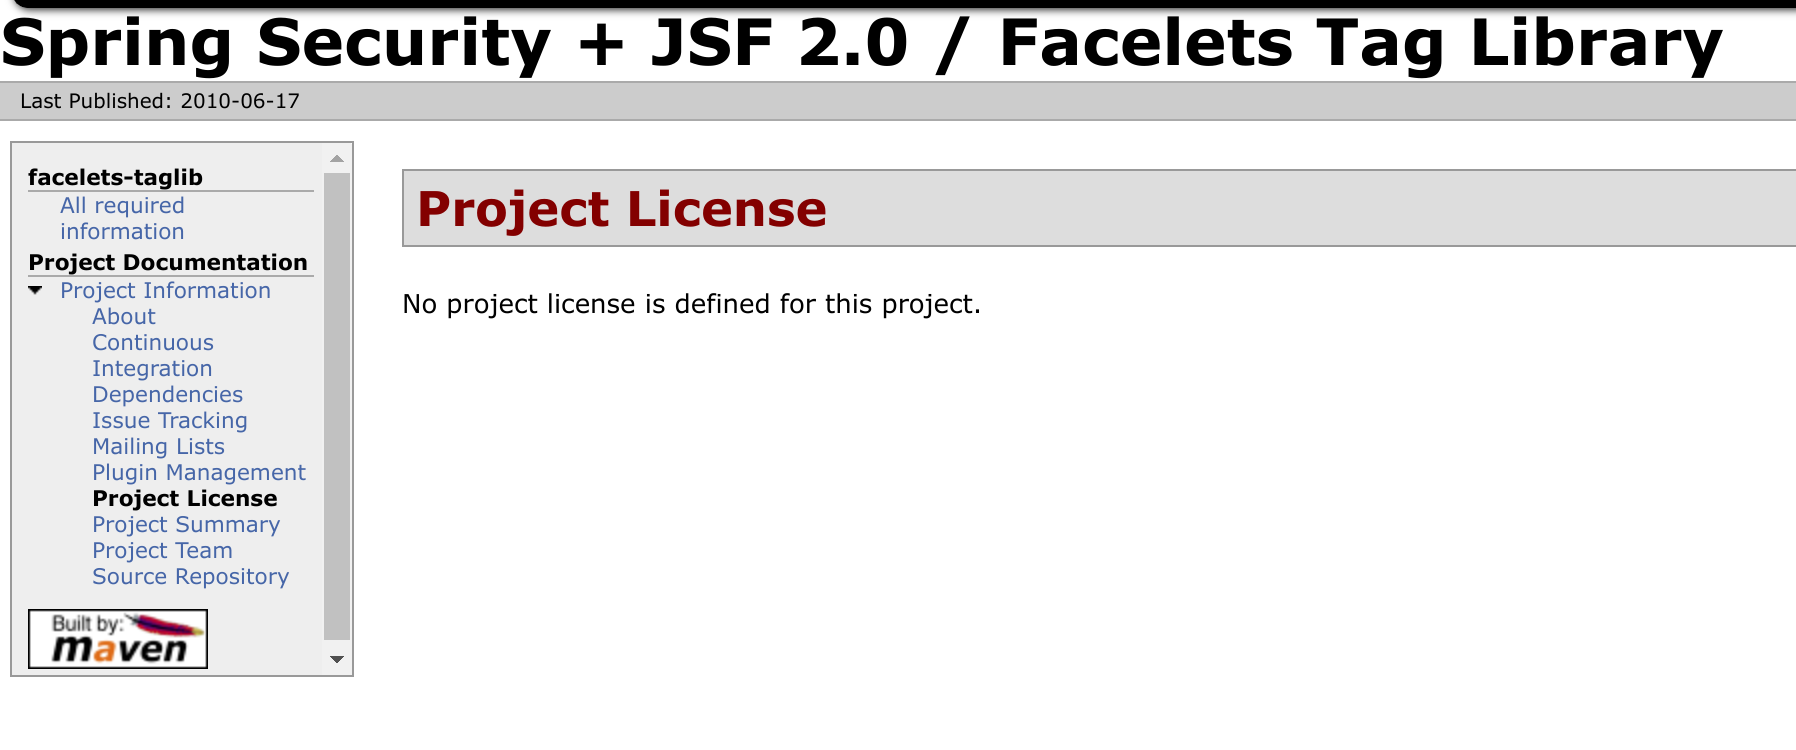 Spring Security + JSF 2.0 / Facelets Tag Library
Last Published: 2010-06-17
facelets-taglib
All required
information
Project Documentation
Project Information
About
Continuous
Integration
Dependencies
Issue Tracking
Mailing Lists
Plugin Management
Project License
Project Summary
Project Team
Source Repository
Built by:
maven
Project License
No project license is defined for this project.